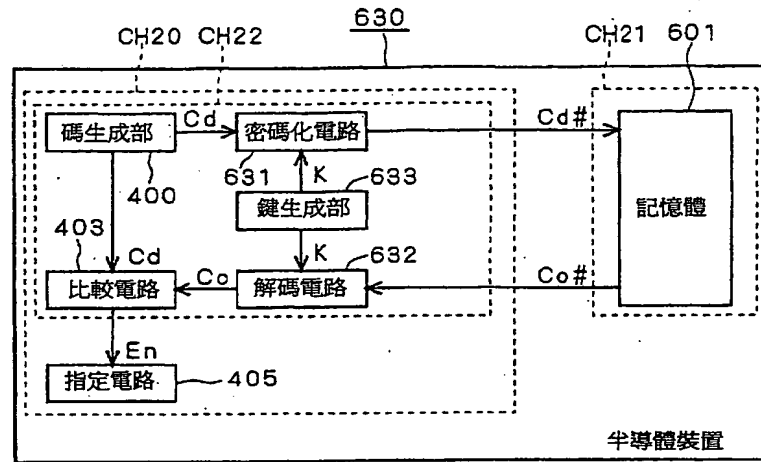 CH20 CH22 630 CH21 601
碼生成部 Cd 密碼化電路 Cd#
400 631 K 633
鍵生成部 記憶體
403 Cd K 632
比較電路 Co 解碼電路 Co#
En
指定電路 405
半導體裝置